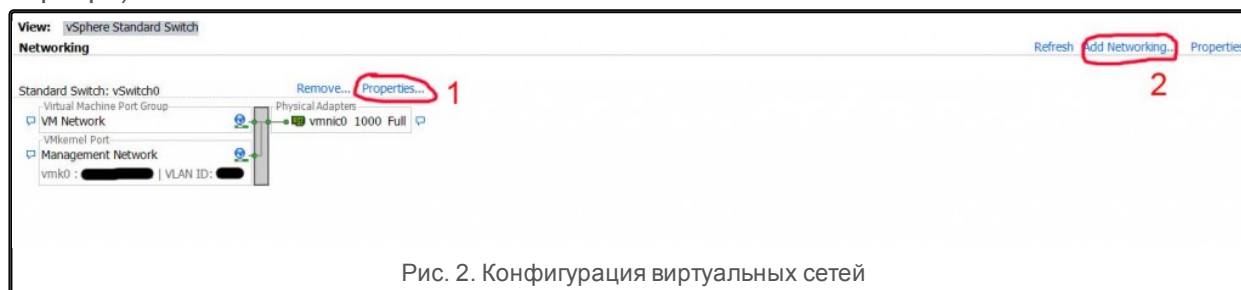 View: vSphere Standard Switch
Networking
Refresh Add Networking... Properties
Standard Switch: vSwitch0 Remove... Properties... 1
2
Virtual Machine Port Group Physical Adapters
VM Network vmnic0 1000 Full
VMkernel Port
Management Network
vmk0 : | VLAN ID:
Рис. 2. Конфигурация виртуальных сетей